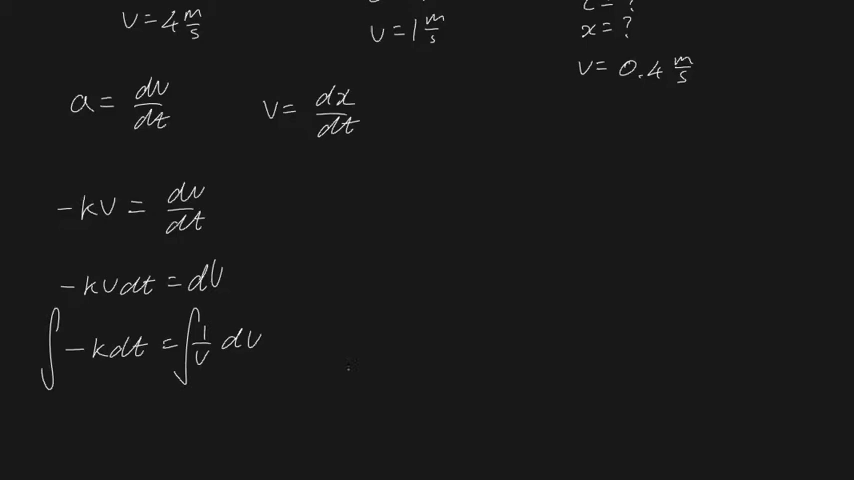 v = 4 m/s
v = 1 m/s
x = ?
v = 0.4 m/s
a = dv/dt
v = dx/dt
-kv = dv/dt
-kvdt = dv
∫ -kdt = ∫ 1/v dv